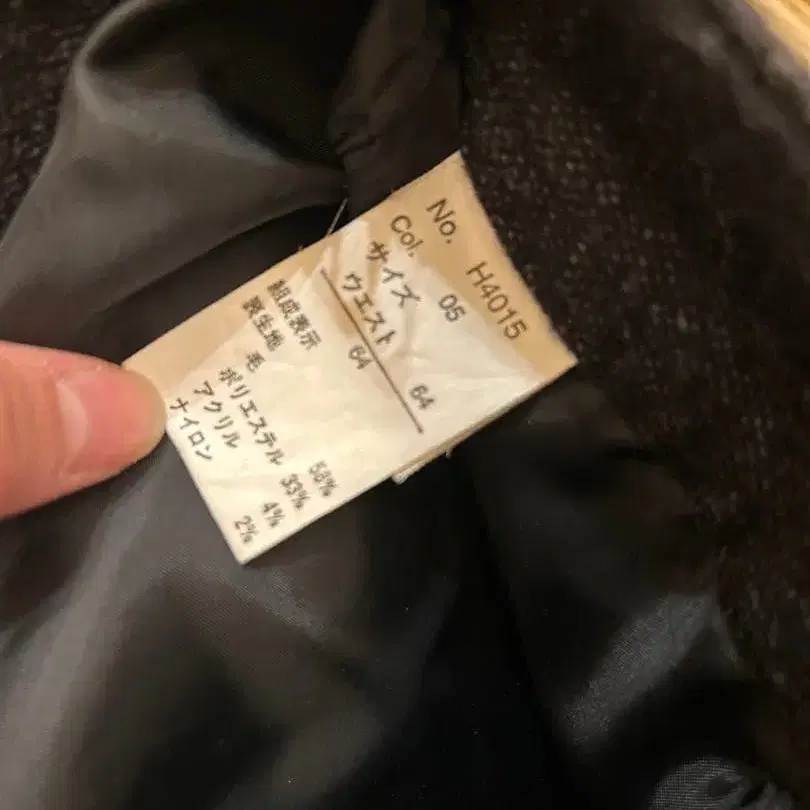 No. H4015
Col. 05
サイズ 64
ウエスト 64
組成表示
表生地
毛
ポリエステル 33%
アクリル 4%
ナイロン 2%